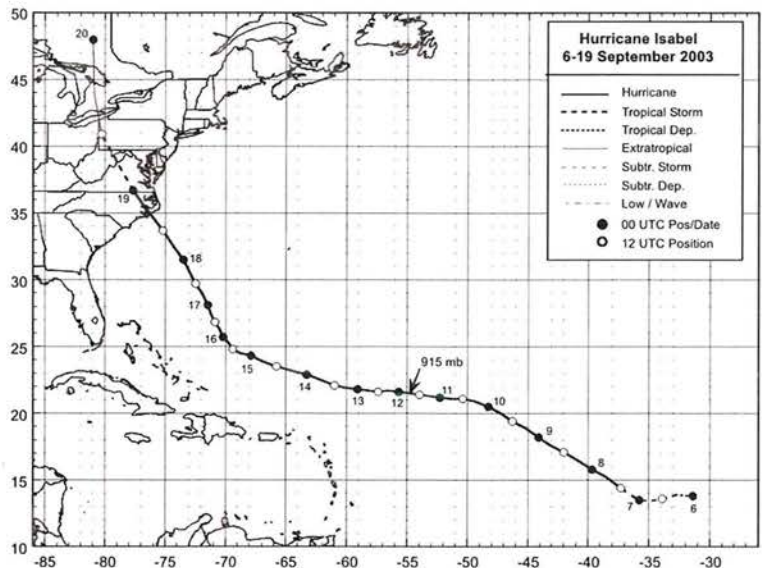 50
45
40
35
30
25
20
15
10
-85 -80 -75 -70 -65 -60 -55 -50 -45 -40 -35 -30
Hurricane Isabel
6-19 September 2003
Hurricane
Tropical Storm
Tropical Dep.
Extratropical
Subtr. Storm
Subtr. Dep.
Low / Wave
00 UTC Pos/Date
12 UTC Position
20
19
18
17
16
15
14
13
12
915 mb
11
10
9
8
7
6